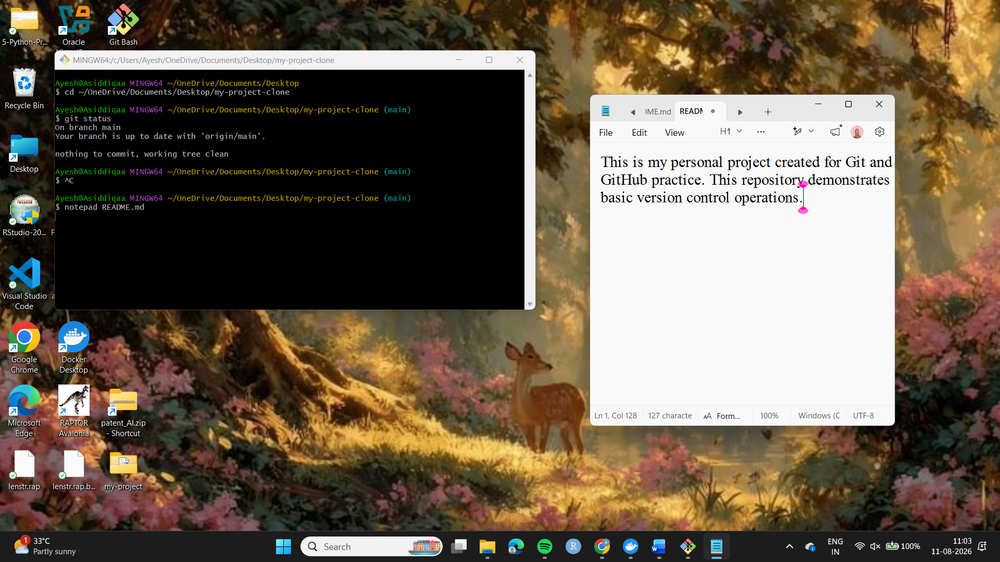 5-Python-Pr...
Oracle
Git Bash
Recycle Bin
Desktop
RStudio-20...
Visual Studio
Code
Google
Chrome
Docker
Desktop
Microsoft
Edge
RAPTOR
Avalonia
patent_AI.zip
- Shortcut
lenstr.rap
lenstr.rap.b...
my-project
MINGW64:/c/Users/Ayesh/OneDrive/Documents/Desktop/my-project-clone
Ayesh@Asiddiqaa MINGW64 ~/OneDrive/Documents/Desktop
$ cd ~/OneDrive/Documents/Desktop/my-project-clone
Ayesh@Asiddiqaa MINGW64 ~/OneDrive/Documents/Desktop/my-project-clone (main)
$ git status
On branch main
Your branch is up to date with 'origin/main'.
nothing to commit, working tree clean
Ayesh@Asiddiqaa MINGW64 ~/OneDrive/Documents/Desktop/my-project-clone (main)
$ ^C
Ayesh@Asiddiqaa MINGW64 ~/OneDrive/Documents/Desktop/my-project-clone (main)
$ notepad README.md
ME.md READM
File Edit View H1 ...
This is my personal project created for Git and
GitHub practice. This repository demonstrates
basic version control operations.
Ln 1, Col 128 127 characte Form... 100% Windows (C UTF-8
1 33°C
Partly sunny
Search
ENG
IN
100%
11:03
11-08-2026